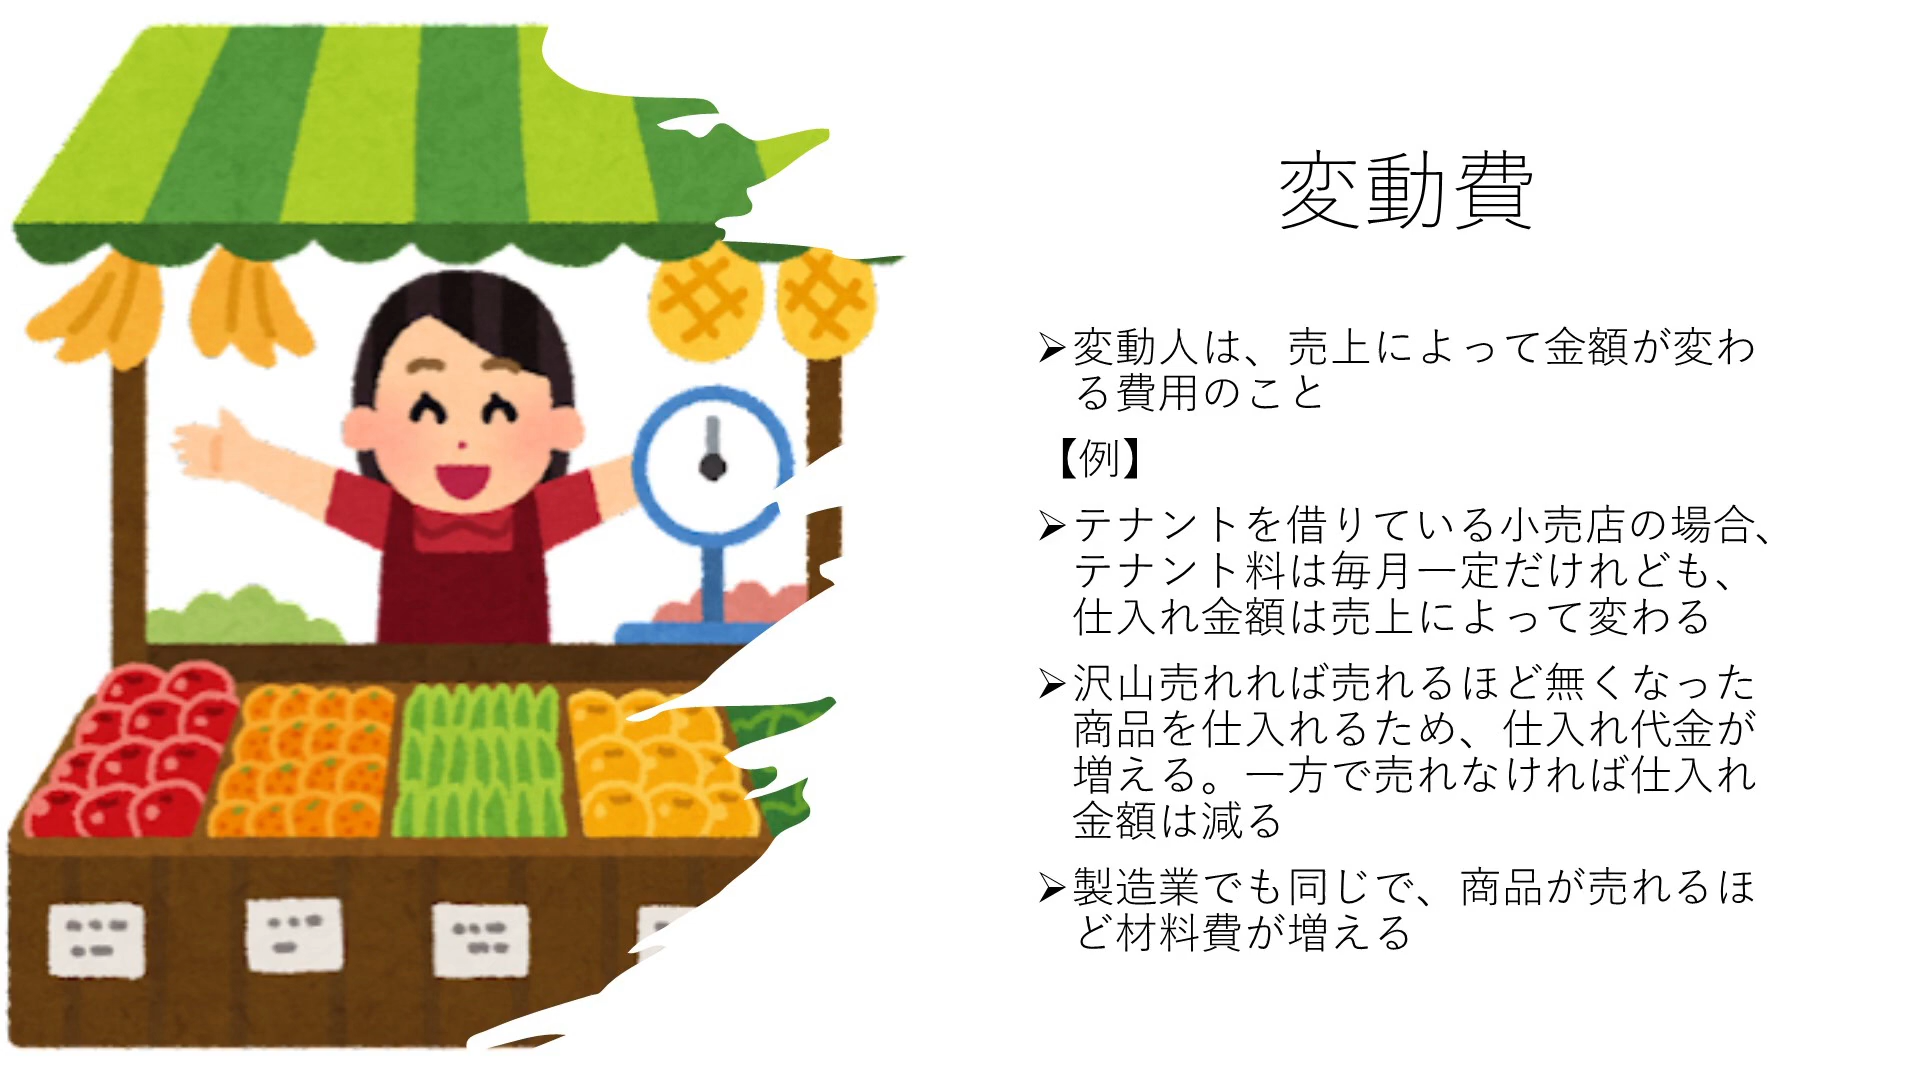 変動費
➢変動人は、売上によって金額が変わ
る費用のこと
【例】
➢テナントを借りている小売店の場合、
テナント料は毎月一定だけれども、
仕入れ金額は売上によって変わる
➢沢山売れれば売れるほど無くなった
商品を仕入れるため、仕入れ代金が
増える。一方で売れなければ仕入れ
金額は減る
➢製造業でも同じで、商品が売れるほ
ど材料費が増える